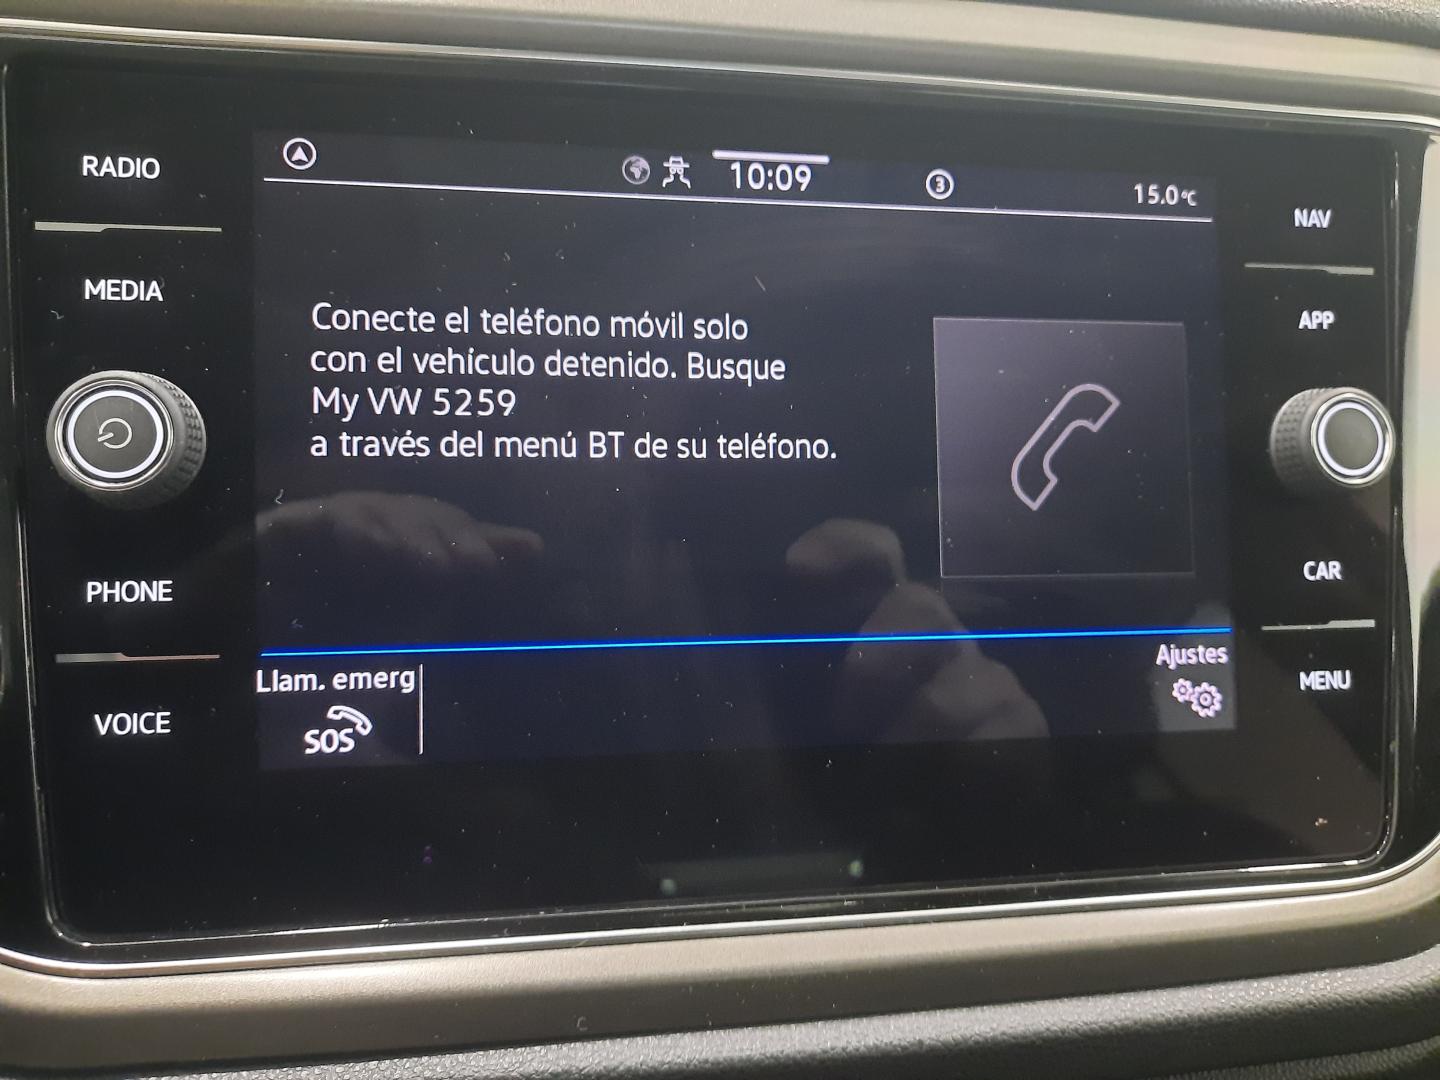 RADIO
MEDIA
PHONE
VOICE
10:09
3
15.0°C
Conecte el teléfono móvil solo
con el vehículo detenido. Busque
My VW 5259
a través del menú BT de su teléfono.
Llam. emerg
SOS
Ajustes
NAV
APP
CAR
MENU